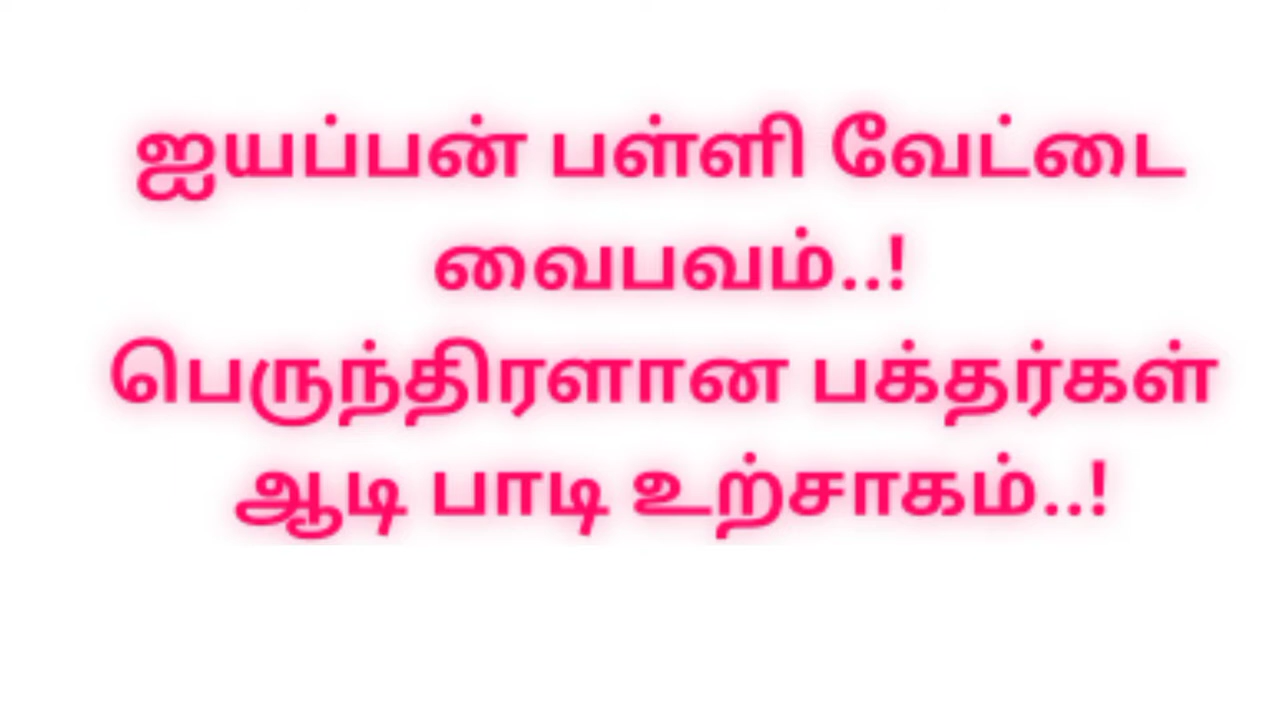 ஐயப்பன் பள்ளி வேட்டை
வைபவம்..!
பெருந்திரளான பக்தர்கள்
ஆடி பாடி உற்சாகம்..!